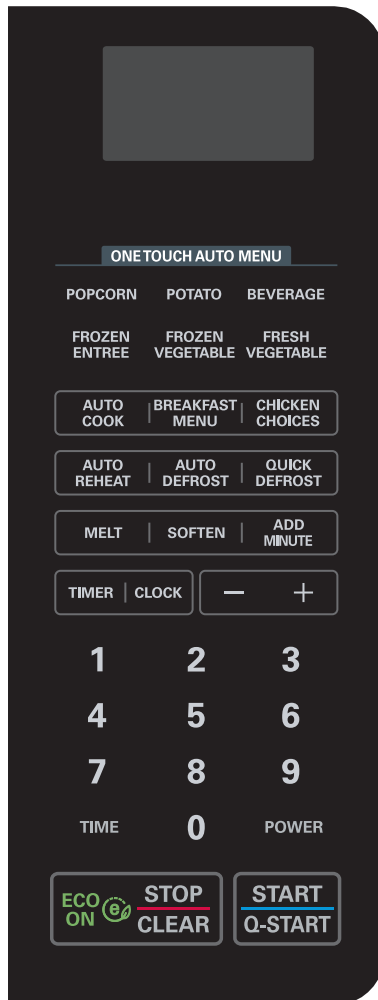 ONE TOUCH AUTO MENU
POPCORN POTATO BEVERAGE
FROZEN FROZEN FRESH
ENTREE VEGETABLE VEGETABLE
AUTO BREAKFAST CHICKEN
COOK MENU CHOICES
AUTO AUTO QUICK
REHEAT DEFROST DEFROST
MELT SOFTEN ADD
MINUTE
TIMER CLOCK − +
1 2 3
4 5 6
7 8 9
TIME 0 POWER
ECO e STOP START
ON CLEAR Q-START